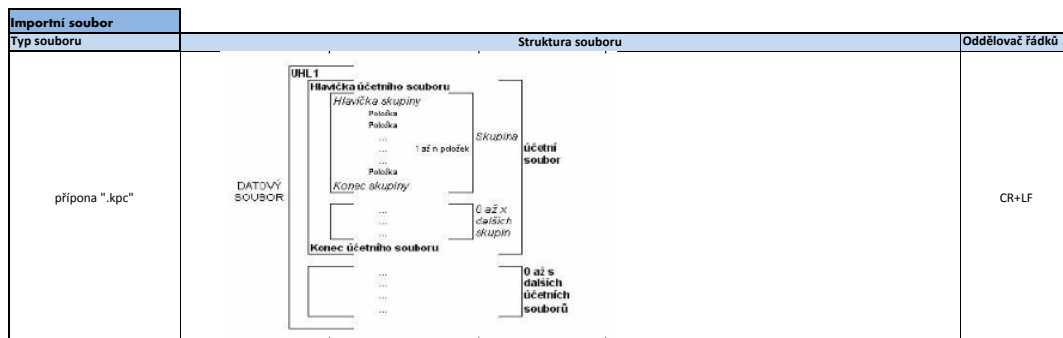 Importní soubor
Typ souboru
Struktura souboru
Oddělovač řádků
přípona ".kpc"
DATOVÝ
SOUBOR
UHL1
Hlavička účetního souboru
Hlavička skupiny
Položka
Položka
...
...
1 až n položek
...
Položka
Konec skupiny
Skupina
účetní
soubor
...
...
...
0 až x
dalších
skupin
Konec účetního souboru
...
...
...
...
0 až s
dalších
účetních
souborů
CR+LF